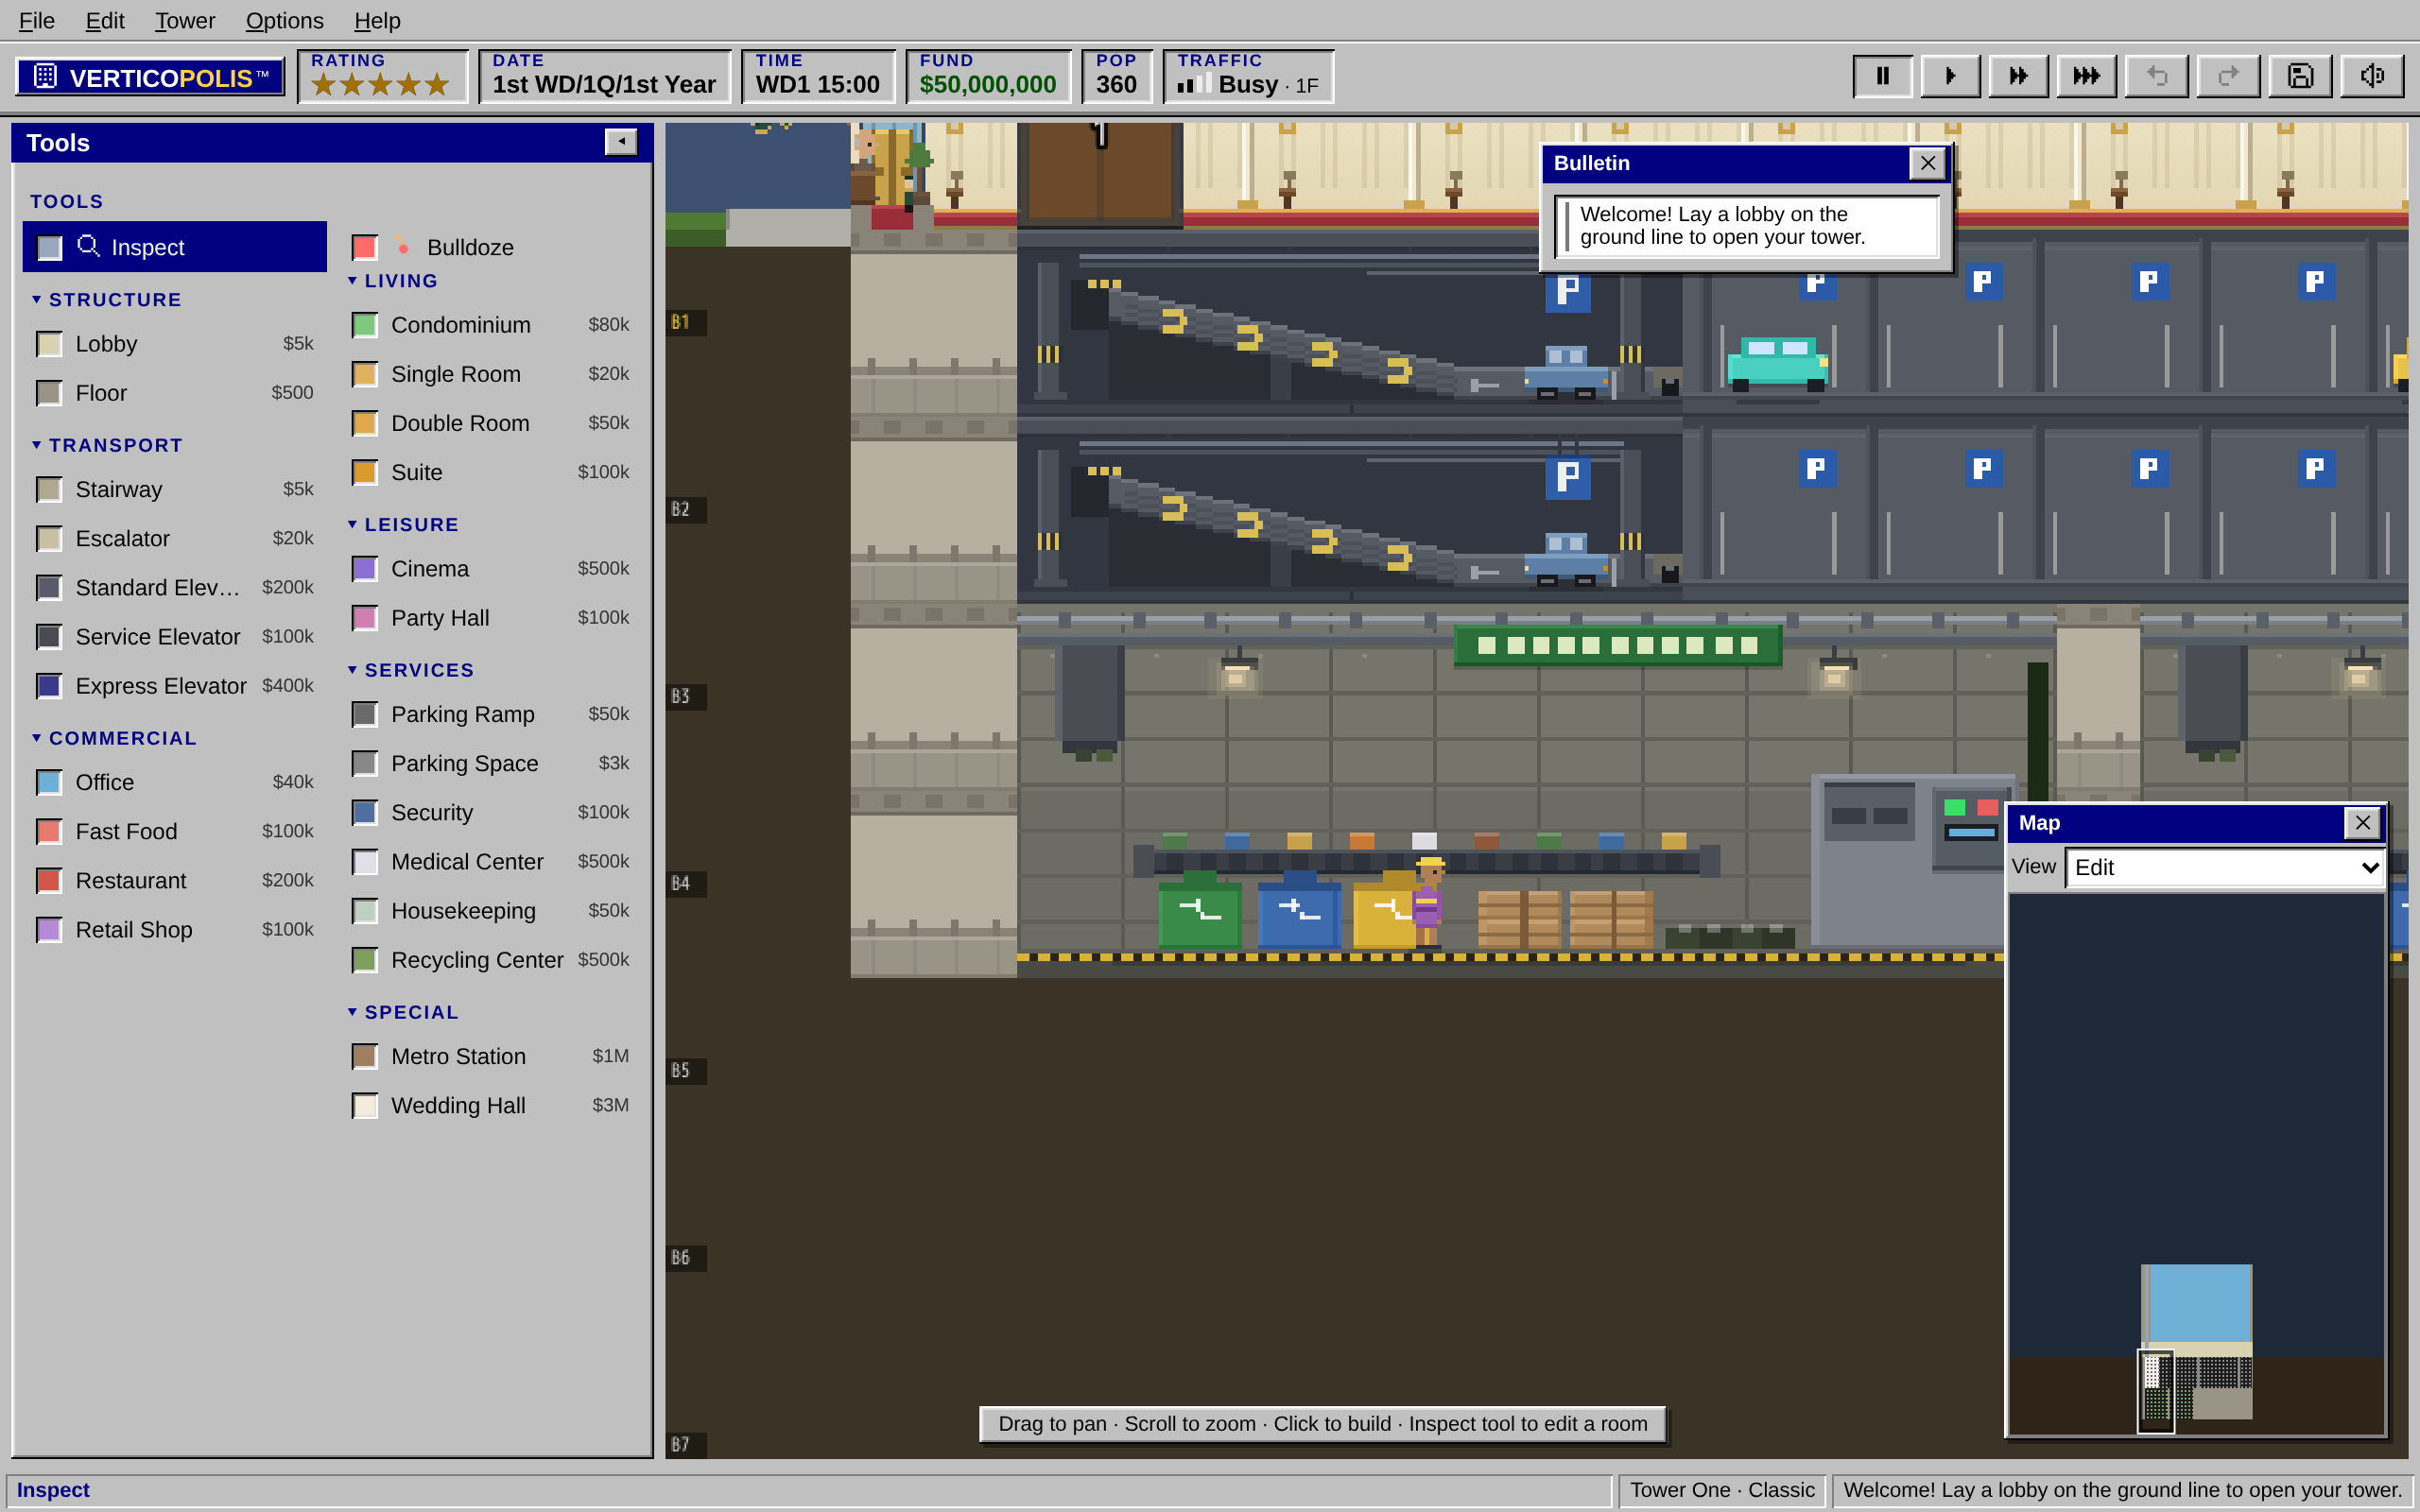 File Edit Tower Options Help
VERTICOPOLIS™
RATING
★★★★★
DATE
1st WD/1Q/1st Year
TIME
WD1 15:00
FUND
$50,000,000
POP
360
TRAFFIC
Busy · 1F
Tools
TOOLS
Inspect
Bulldoze
STRUCTURE
Lobby $5k
Floor $500
TRANSPORT
Stairway $5k
Escalator $20k
Standard Elev… $200k
Service Elevator $100k
Express Elevator $400k
COMMERCIAL
Office $40k
Fast Food $100k
Restaurant $200k
Retail Shop $100k
LIVING
Condominium $80k
Single Room $20k
Double Room $50k
Suite $100k
LEISURE
Cinema $500k
Party Hall $100k
SERVICES
Parking Ramp $50k
Parking Space $3k
Security $100k
Medical Center $500k
Housekeeping $50k
Recycling Center $500k
SPECIAL
Metro Station $1M
Wedding Hall $3M
1
Bulletin
Welcome! Lay a lobby on the
ground line to open your tower.
B1
P P P P P
B2
P P P P P
B3
B4
B5
B6
B7
Map
View Edit
Drag to pan · Scroll to zoom · Click to build · Inspect tool to edit a room
Inspect
Tower One · Classic
Welcome! Lay a lobby on the ground line to open your tower.